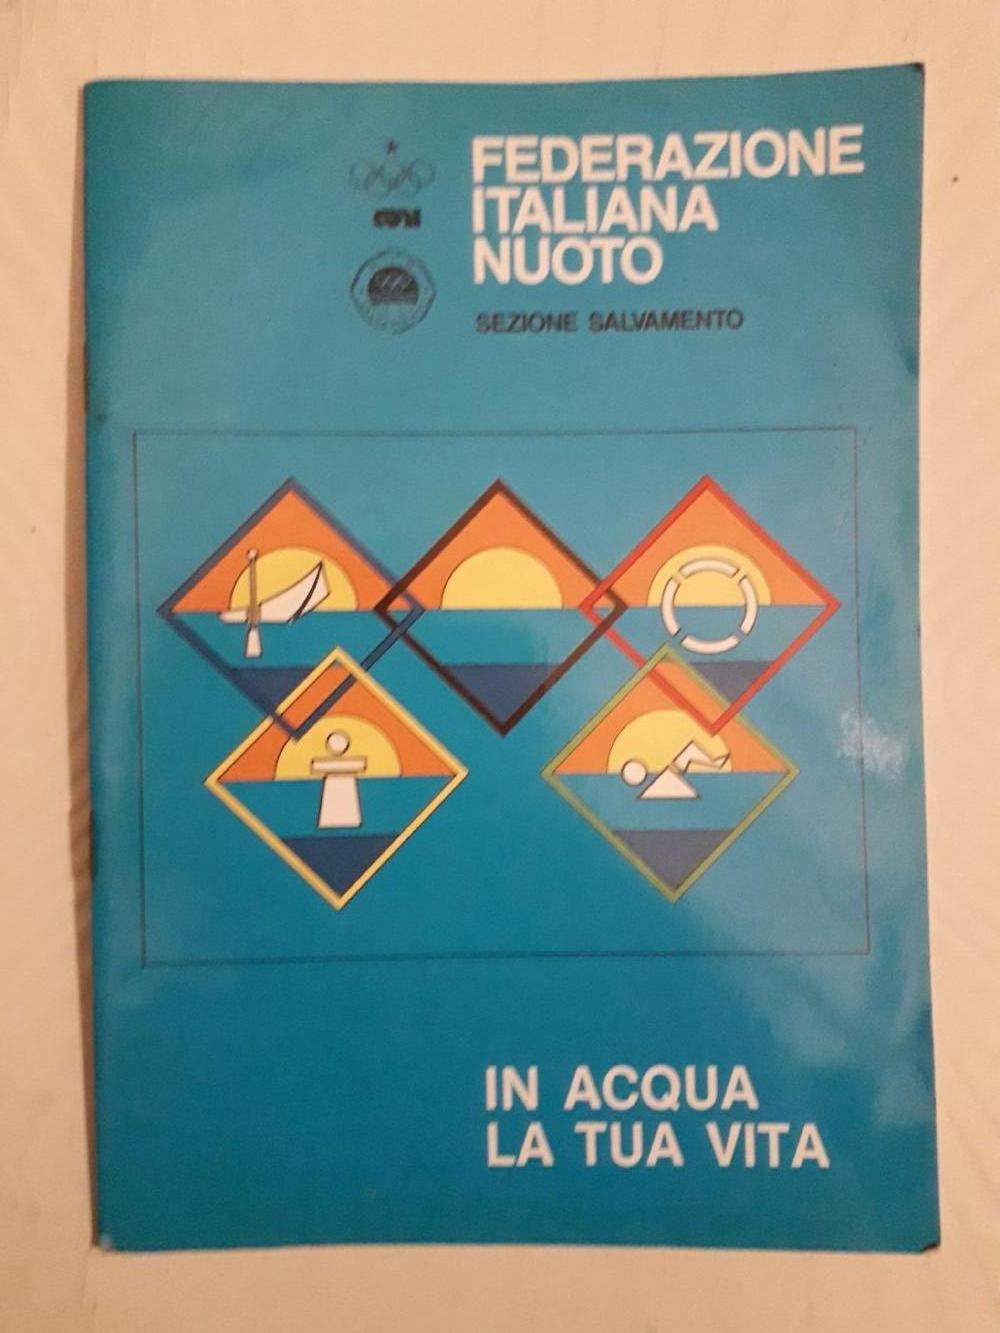 FEDERAZIONE
ITALIANA
NUOTO
SEZIONE SALVAMENTO
IN ACQUA
LA TUA VITA